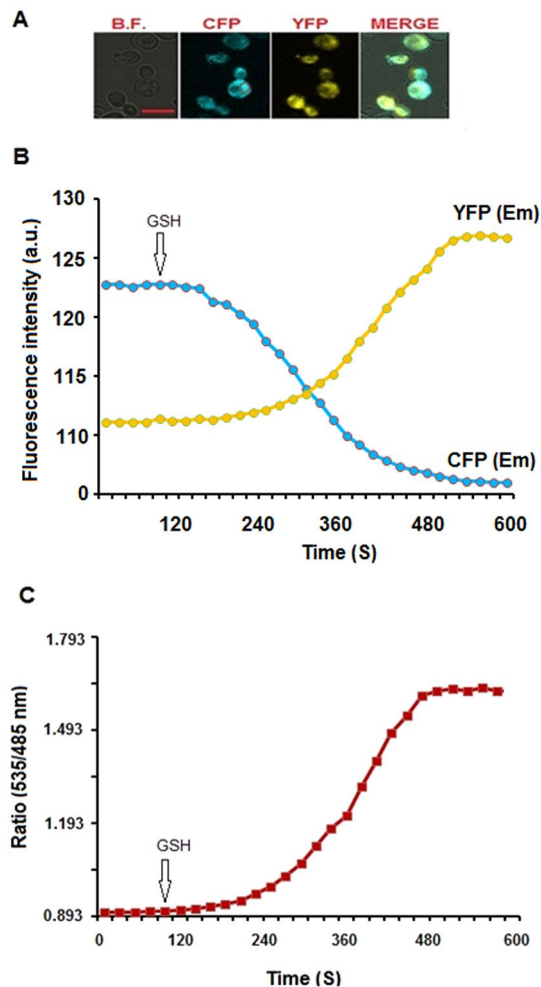 A
B.F. CFP YFP MERGE
B
130
125
120
115
110
0
Fluorescence intensity (a.u.)
GSH
YFP (Em)
CFP (Em)
120 240 360 480 600
Time (S)
C
1.793
1.493
1.193
0.893
Ratio (535/485 nm)
GSH
0 120 240 360 480 600
Time (S)